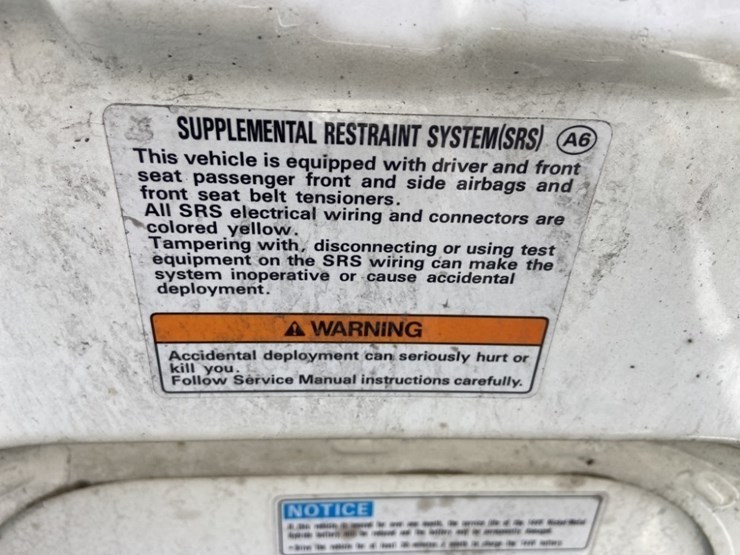 SUPPLEMENTAL RESTRAINT SYSTEM(SRS) A6
This vehicle is equipped with driver and front
seat passenger front and side airbags and
front seat belt tensioners.
All SRS electrical wiring and connectors are
colored yellow.
Tampering with, disconnecting or using test
equipment on the SRS wiring can make the
system inoperative or cause accidental
deployment.
WARNING
Accidental deployment can seriously hurt or
kill you.
Follow Service Manual instructions carefully.
NOTICE